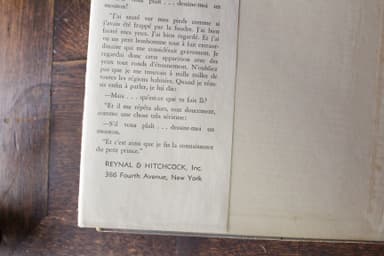 vous plaît . . . dessine-moi un
mouton!
"J'ai sauté sur mes pieds comme si
j'avais été frappé par la foudre. J'ai bien
frotté mes yeux. J'ai bien regardé. Et j'ai
vu un petit bonhomme tout à fait extraor-
dinaire qui me considérait gravement. Je
regardai donc cette apparition avec des
yeux tout ronds d'étonnement. N'oubliez
pas que je me trouvais à mille milles de
toutes les régions habitées. Quand je réus-
sis enfin à parler, je lui dis:
—Mais . . . qu'est-ce que tu fais là?
"Et il me répéta alors, tout doucement,
comme une chose très sérieuse:
—S'il vous plaît . . . dessine-moi un
mouton.
"Et c'est ainsi que je fis la connaissance
du petit prince."
REYNAL & HITCHCOCK, Inc.
386 Fourth Avenue, New York